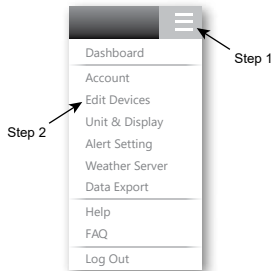 Dashboard
Step 1
Account
Edit Devices
Step 2
Unit & Display
Alert Setting
Weather Server
Data Export
Help
FAQ
Log Out